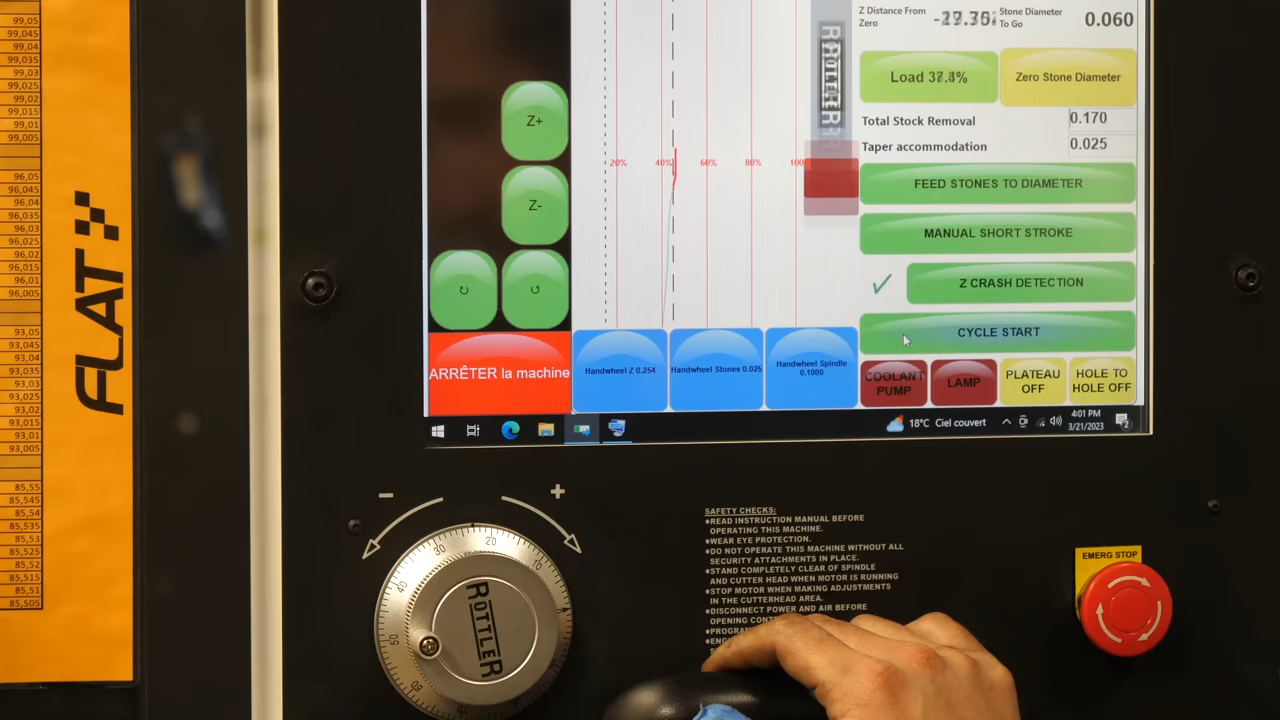 99,05
99,045
99,04
99,035
99,03
99,025
99,02
99,015
99,01
99,005
96,05
96,045
96,04
96,035
96,03
96,025
96,02
96,015
96,01
96,005
93,05
93,045
93,04
93,035
93,03
93,025
93,02
93,015
93,01
93,005
85,55
85,545
85,54
85,535
85,53
85,525
85,52
85,515
85,51
85,505
FLAT
Z+
Z-
ARRÊTER la machine
20%
40%
60%
80%
100
ROTTLER
Handwheel Z 0.254
Handwheel Stones 0.025
Handwheel Spindle
0.1000
Z Distance From
Zero
Stone Diameter
To Go
0.060
Load
Zero Stone Diameter
Total Stock Removal
0.170
Taper accommodation
0.025
FEED STONES TO DIAMETER
MANUAL SHORT STROKE
Z CRASH DETECTION
CYCLE START
COOLANT
PUMP
LAMP
PLATEAU
OFF
HOLE TO
HOLE OFF
18°C Ciel couvert
4:01 PM
3/21/2023
2
- +
20
30
40
50
60
ROTTLER
SAFETY CHECKS:
•READ INSTRUCTION MANUAL BEFORE
OPERATING THIS MACHINE.
•WEAR EYE PROTECTION.
•DO NOT OPERATE THIS MACHINE WITHOUT ALL
SECURITY ATTACHMENTS IN PLACE.
•STAND COMPLETELY CLEAR OF SPINDLE
AND CUTTER HEAD WHEN MOTOR IS RUNNING
•STOP MOTOR WHEN MAKING ADJUSTMENTS
IN THE CUTTERHEAD AREA.
•DISCONNECT POWER AND AIR BEFORE
OPENING
EMERG STOP